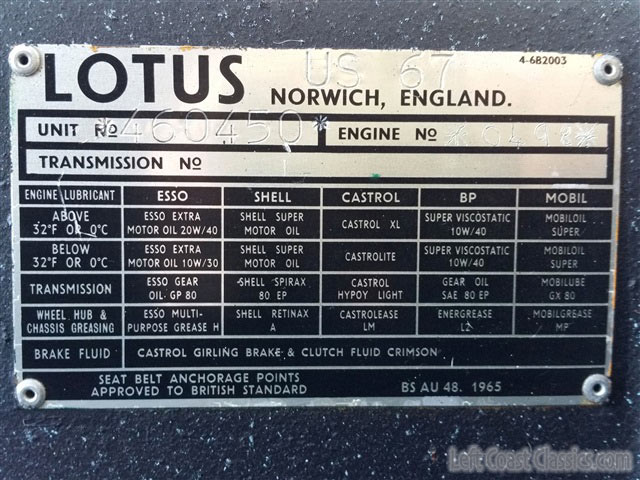 LOTUS US 67 4-6B2003
NORWICH, ENGLAND.
UNIT No *460450* ENGINE No
TRANSMISSION No L
ENGINE LUBRICANT ESSO SHELL CASTROL BP MOBIL
ABOVE 32°F OR 0°C ESSO EXTRA MOTOR OIL 20W/40 SHELL SUPER MOTOR OIL CASTROL XL SUPER VISCOSTATIC 10W/40 MOBILOIL SUPER
BELOW 32°F OR 0°C ESSO EXTRA MOTOR OIL 10W/30 SHELL SUPER MOTOR OIL CASTROLITE SUPER VISCOSTATIC 10W/40 MOBILOIL SUPER
TRANSMISSION ESSO GEAR OIL. GP 80 SHELL SPIRAX 80 EP CASTROL HYPOY LIGHT GEAR OIL SAE 80 EP MOBILUBE GX 80
WHEEL HUB & CHASSIS GREASING ESSO MULTI-PURPOSE GREASE H SHELL RETINAX A CASTROLEASE LM ENERGREASE L2 MOBILGREASE MP
BRAKE FLUID CASTROL GIRLING BRAKE & CLUTCH FLUID CRIMSON
SEAT BELT ANCHORAGE POINTS
APPROVED TO BRITISH STANDARD BS AU 48. 1965
Left Coast Classics.com